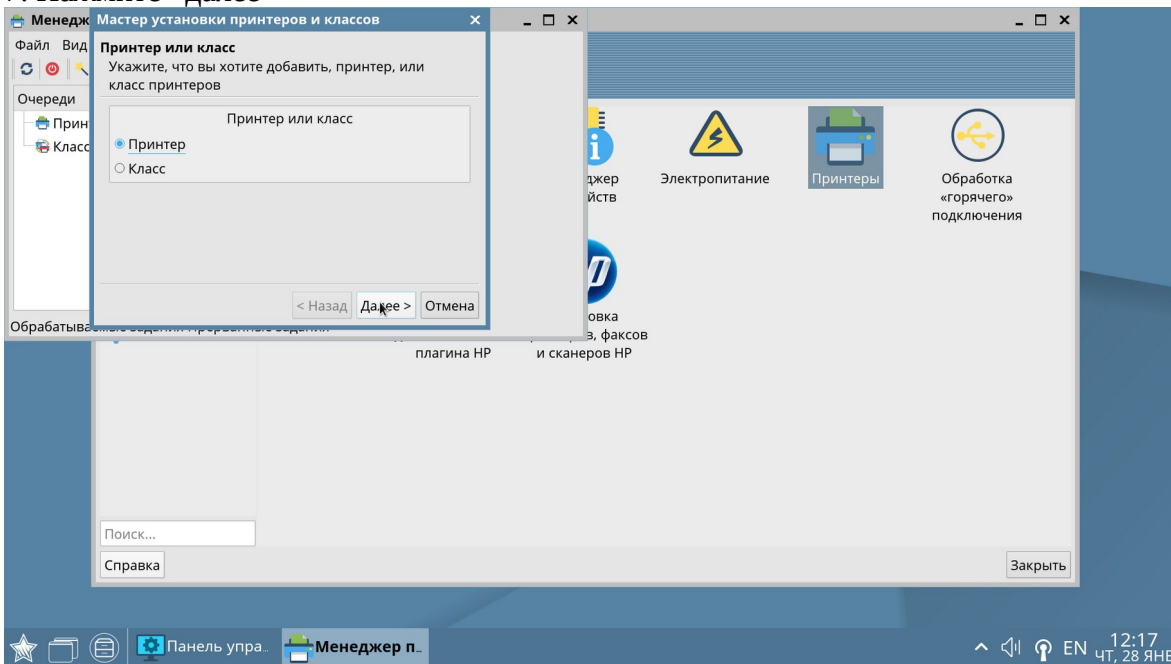 Менедж
Мастер установки принтеров и классов
Файл Вид
Принтер или класс
Укажите, что вы хотите добавить, принтер, или
класс принтеров
Очереди
Прин
Класс
Принтер или класс
Принтер
Класс
< Назад Далее > Отмена
Электропитание
Принтеры
Обработка
«горячего»
подключения
плагина HP
и сканеров HP
Поиск...
Справка
Закрыть
Панель упра...
Менеджер п...
EN
12:17
ЧТ, 28 ЯНВ